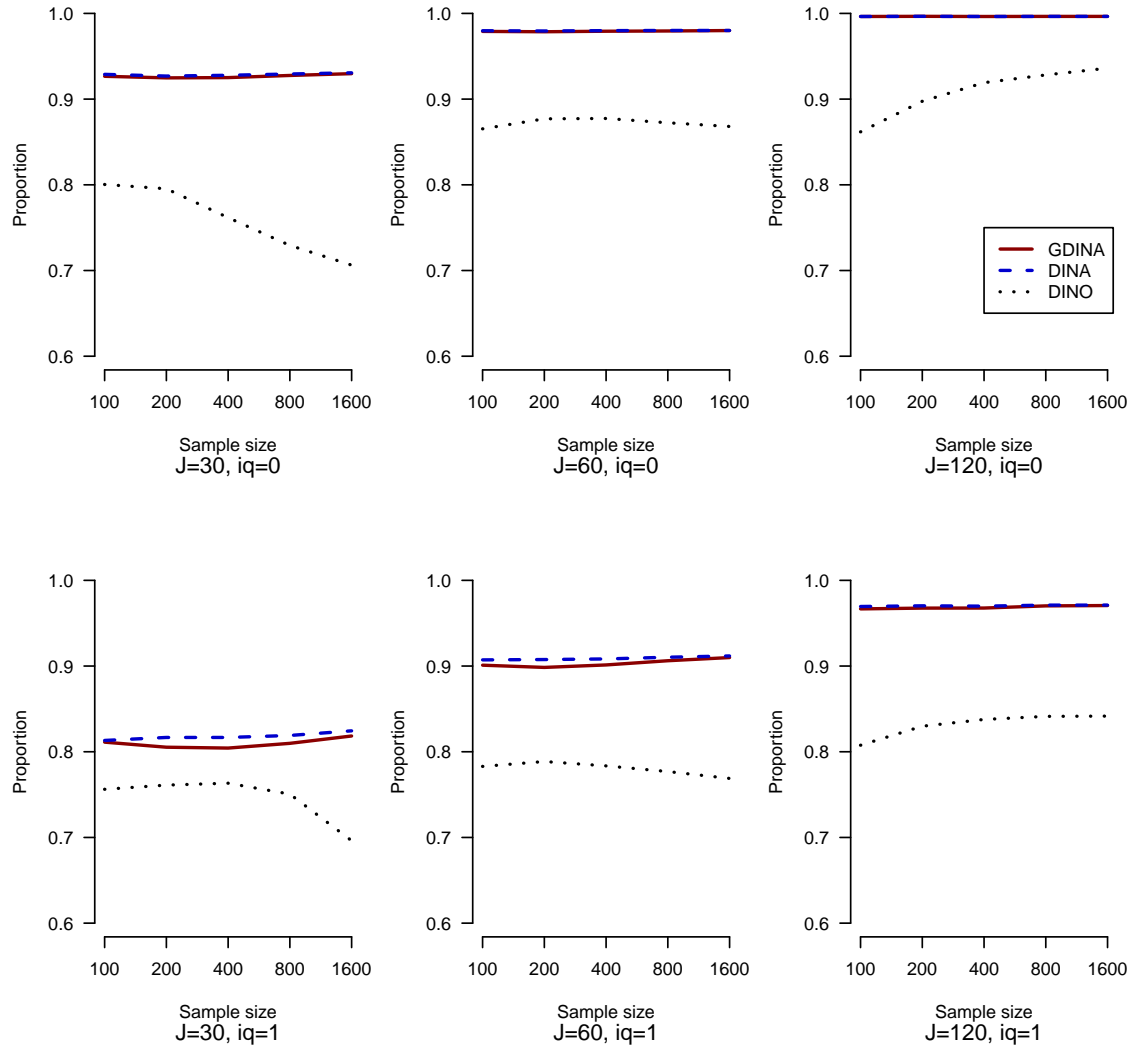 Proportion
1.0
0.9
0.8
0.7
0.6
100 200 400 800 1600
Sample size
J=30, iq=0
Proportion
1.0
0.9
0.8
0.7
0.6
100 200 400 800 1600
Sample size
J=60, iq=0
Proportion
1.0
0.9
0.8
0.7
0.6
GDINA
DINA
DINO
100 200 400 800 1600
Sample size
J=120, iq=0
Proportion
1.0
0.9
0.8
0.7
0.6
100 200 400 800 1600
Sample size
J=30, iq=1
Proportion
1.0
0.9
0.8
0.7
0.6
100 200 400 800 1600
Sample size
J=60, iq=1
Proportion
1.0
0.9
0.8
0.7
0.6
100 200 400 800 1600
Sample size
J=120, iq=1